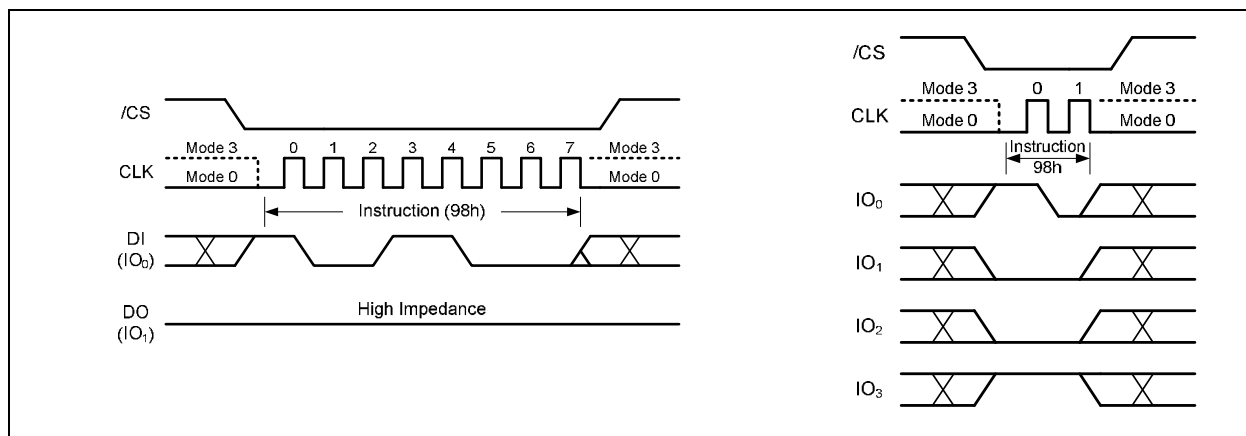 /CS
Mode 3
0 1 2 3 4 5 6 7
Mode 3
CLK
Mode 0
Mode 0
Instruction (98h)
DI
(IO₀)
High Impedance
DO
(IO₁)
/CS
Mode 3
0 1
Mode 3
CLK
Mode 0
Mode 0
Instruction
98h
IO₀
IO₁
IO₂
IO₃